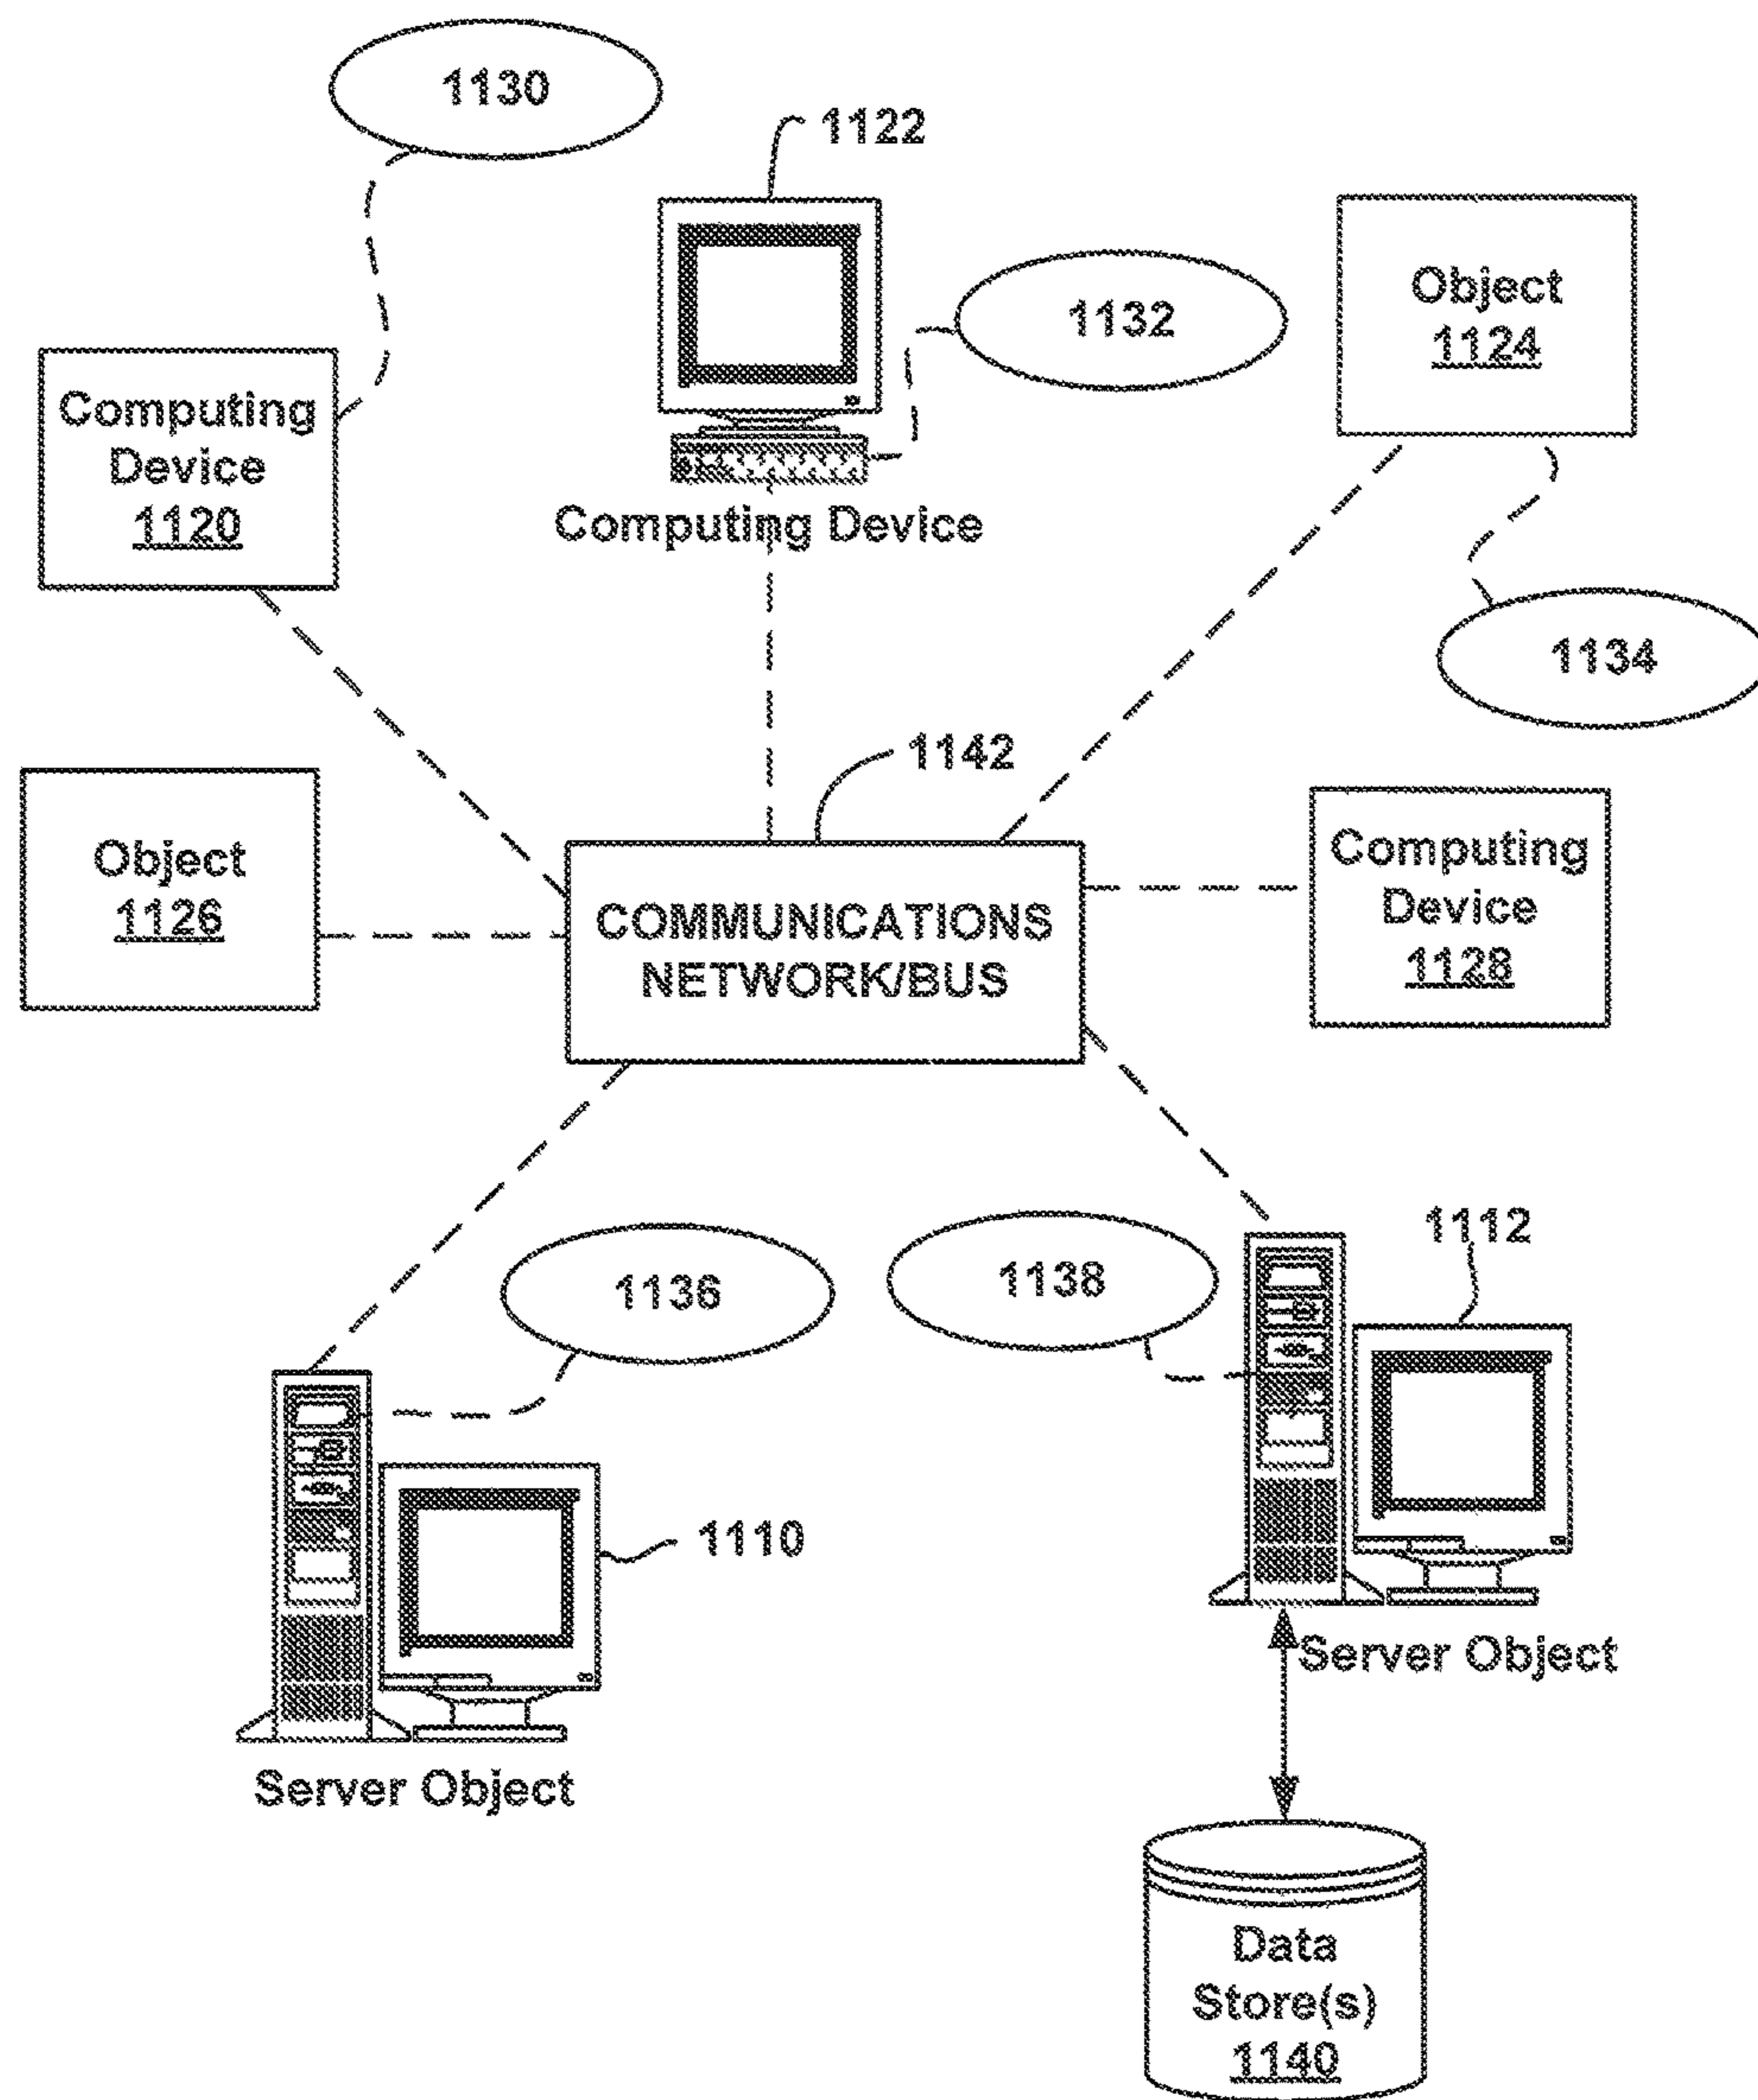 1130
1122
1132
Object
1124
Computing
Device
1120
Computing Device
1134
1142
Object
1126
COMMUNICATIONS
NETWORK/BUS
Computing
Device
1128
1136
1138
1112
1110
Server Object
Server Object
Data
Store(s)
1140